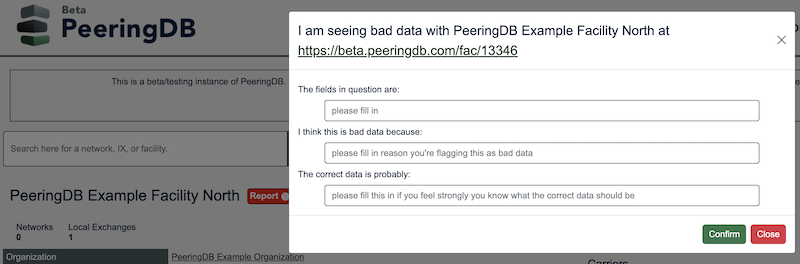 Beta
PeeringDB
This is a beta/testing instance of PeeringDB.
Search here for a network, IX, or facility.
PeeringDB Example Facility North
Report
Networks
0
Local Exchanges
1
Organization
PeeringDB Example Organization
I am seeing bad data with PeeringDB Example Facility North at
https://beta.peeringdb.com/fac/13346
The fields in question are:
please fill in
I think this is bad data because:
please fill in reason you're flagging this as bad data
The correct data is probably:
please fill this in if you feel strongly you know what the correct data should be
Confirm
Close